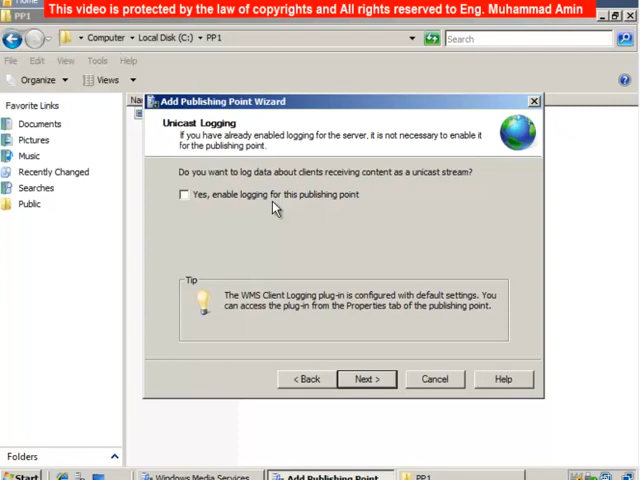 Home
This video is protected by the law of copyrights and All rights reserved to Eng. Muhammad Amin
PP1
Computer ▸ Local Disk (C:) ▸ PP1
Search
File Edit View Tools Help
Organize Views
Favorite Links
Documents
Pictures
Music
Recently Changed
Searches
Public
Folders
Add Publishing Point Wizard
Unicast Logging
If you have already enabled logging for the server, it is not necessary to enable it
for the publishing point.
Do you want to log data about clients receiving content as a unicast stream?
Yes, enable logging for this publishing point
Tip
The WMS Client Logging plug-in is configured with default settings. You
can access the plug-in from the Properties tab of the publishing point.
< Back Next > Cancel Help
Start Windows Media Services Add Publishing Point PP1